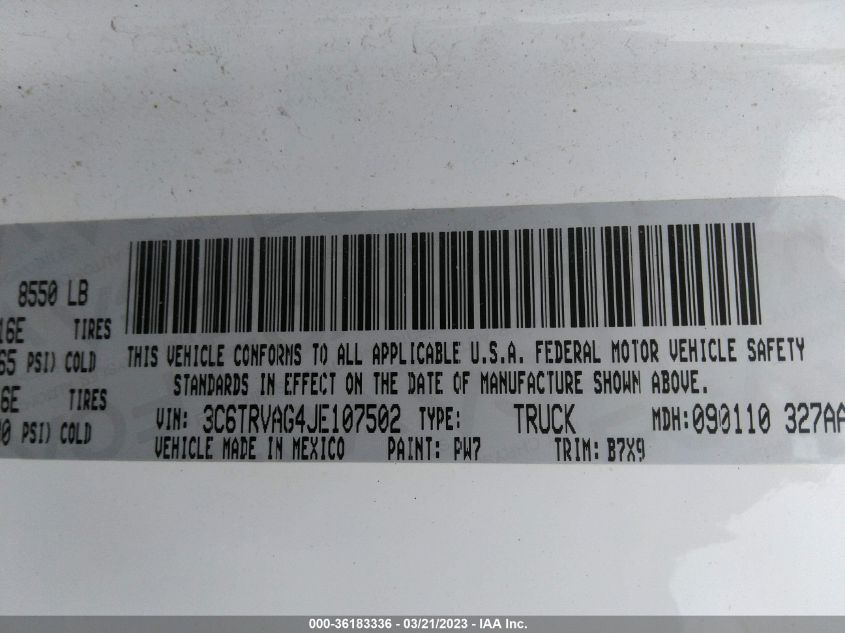 8550 LB
16E TIRES
65 PSI) COLD
6E TIRES
0 PSI) COLD
THIS VEHICLE CONFORMS TO ALL APPLICABLE U.S.A. FEDERAL MOTOR VEHICLE SAFETY
STANDARDS IN EFFECT ON THE DATE OF MANUFACTURE SHOWN ABOVE.
VIN: 3C6TRVAG4JE107502 TYPE: TRUCK MDH:090110 327AA
VEHICLE MADE IN MEXICO PAINT: PW7 TRIM: B7X9
000-36183336 - 03/21/2023 - IAA Inc.